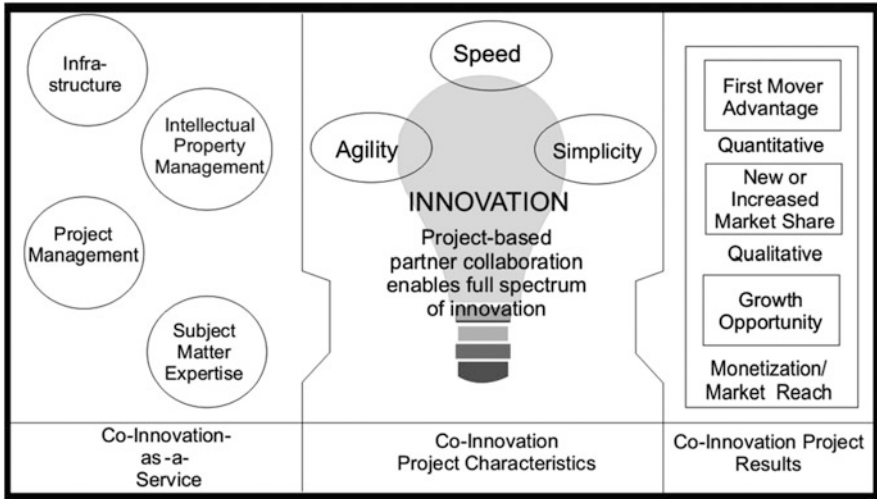 Infra-
structure
Intellectual
Property
Management
Project
Management
Subject
Matter
Expertise
Co-Innovation-
as -a-
Service
Speed
Agility
Simplicity
INNOVATION
Project-based
partner collaboration
enables full spectrum
of innovation
Co-Innovation
Project Characteristics
First Mover
Advantage
Quantitative
New or
Increased
Market Share
Qualitative
Growth
Opportunity
Monetization/
Market Reach
Co-Innovation Project
Results